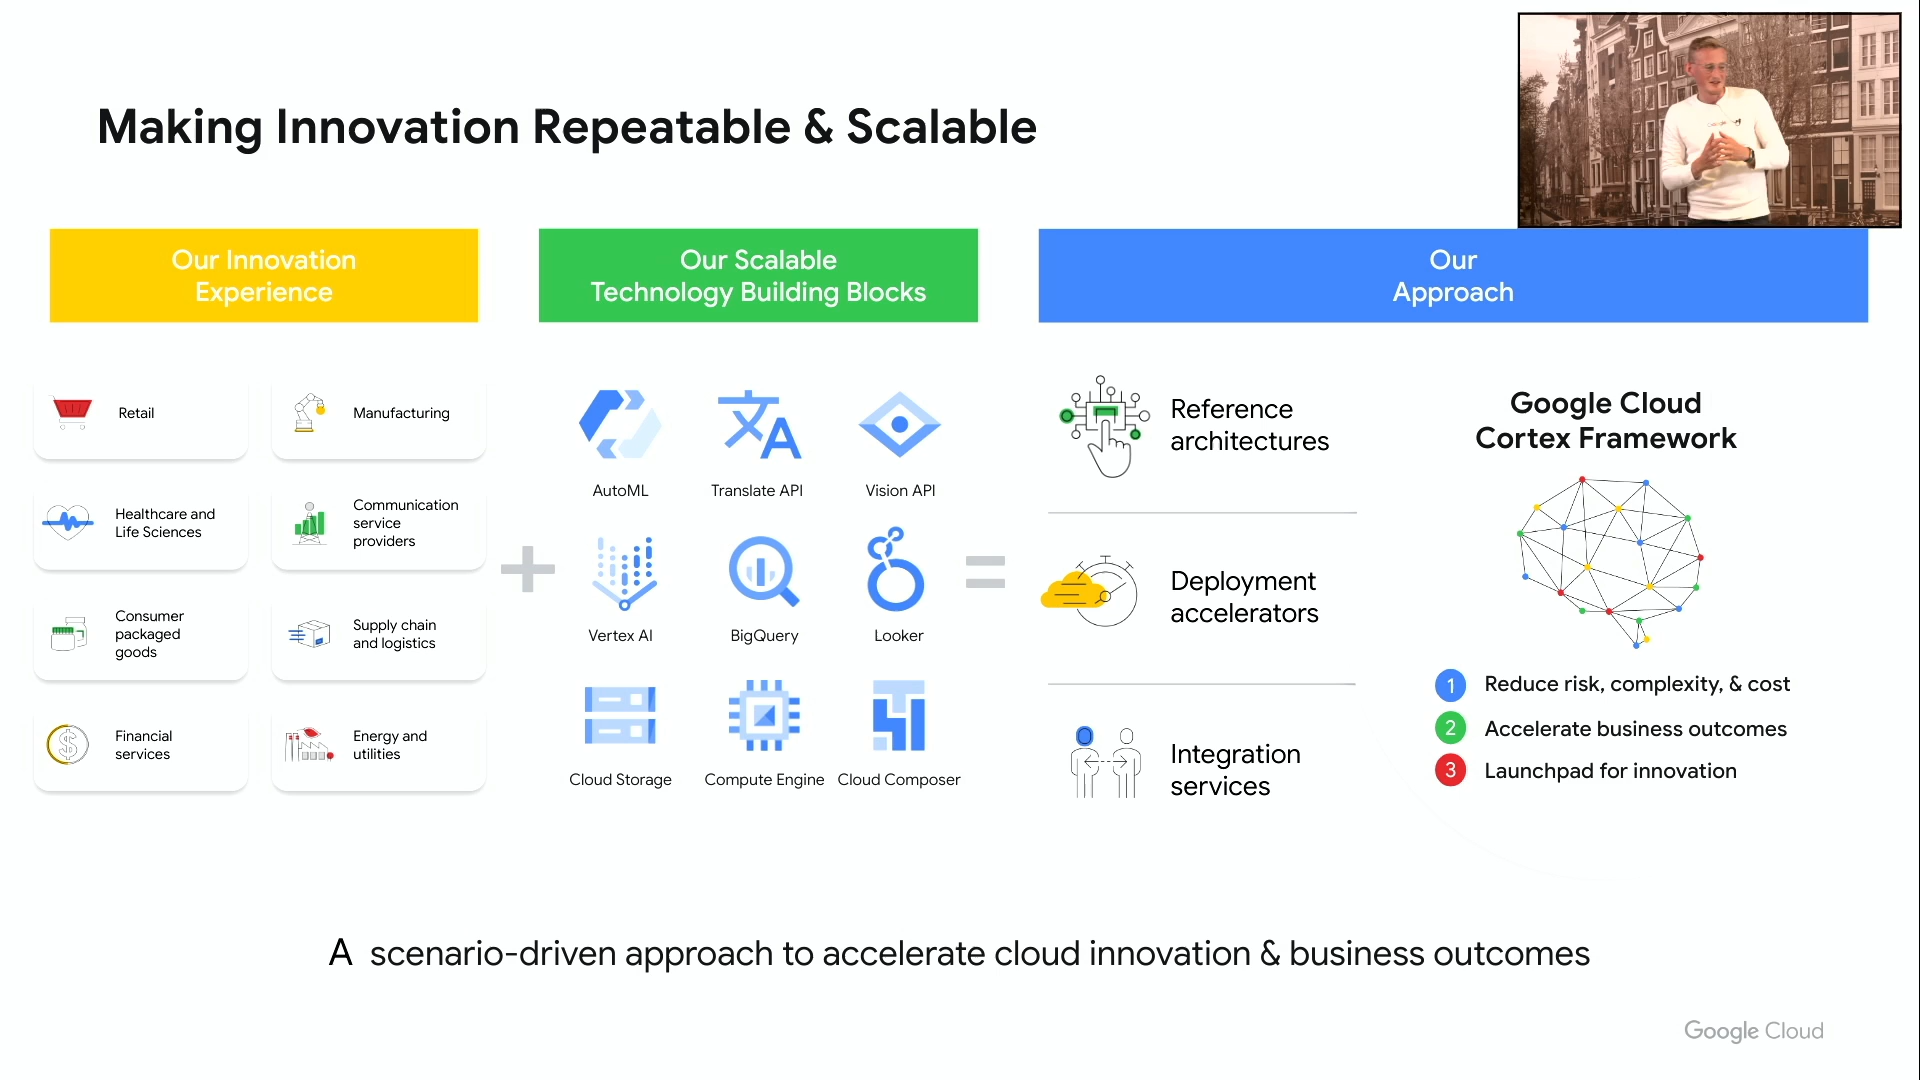 Making Innovation Repeatable & Scalable
Our Innovation
Experience
Our Scalable
Technology Building Blocks
Our
Approach
Retail
Manufacturing
Healthcare and
Life Sciences
Communication
service
providers
Consumer
packaged
goods
Supply chain
and logistics
Financial
services
Energy and
utilities
+
AutoML
Translate API
Vision API
Vertex AI
BigQuery
Looker
Cloud Storage
Compute Engine
Cloud Composer
=
Reference
architectures
Deployment
accelerators
Integration
services
Google Cloud
Cortex Framework
1 Reduce risk, complexity, & cost
2 Accelerate business outcomes
3 Launchpad for innovation
A scenario-driven approach to accelerate cloud innovation & business outcomes
Google Cloud